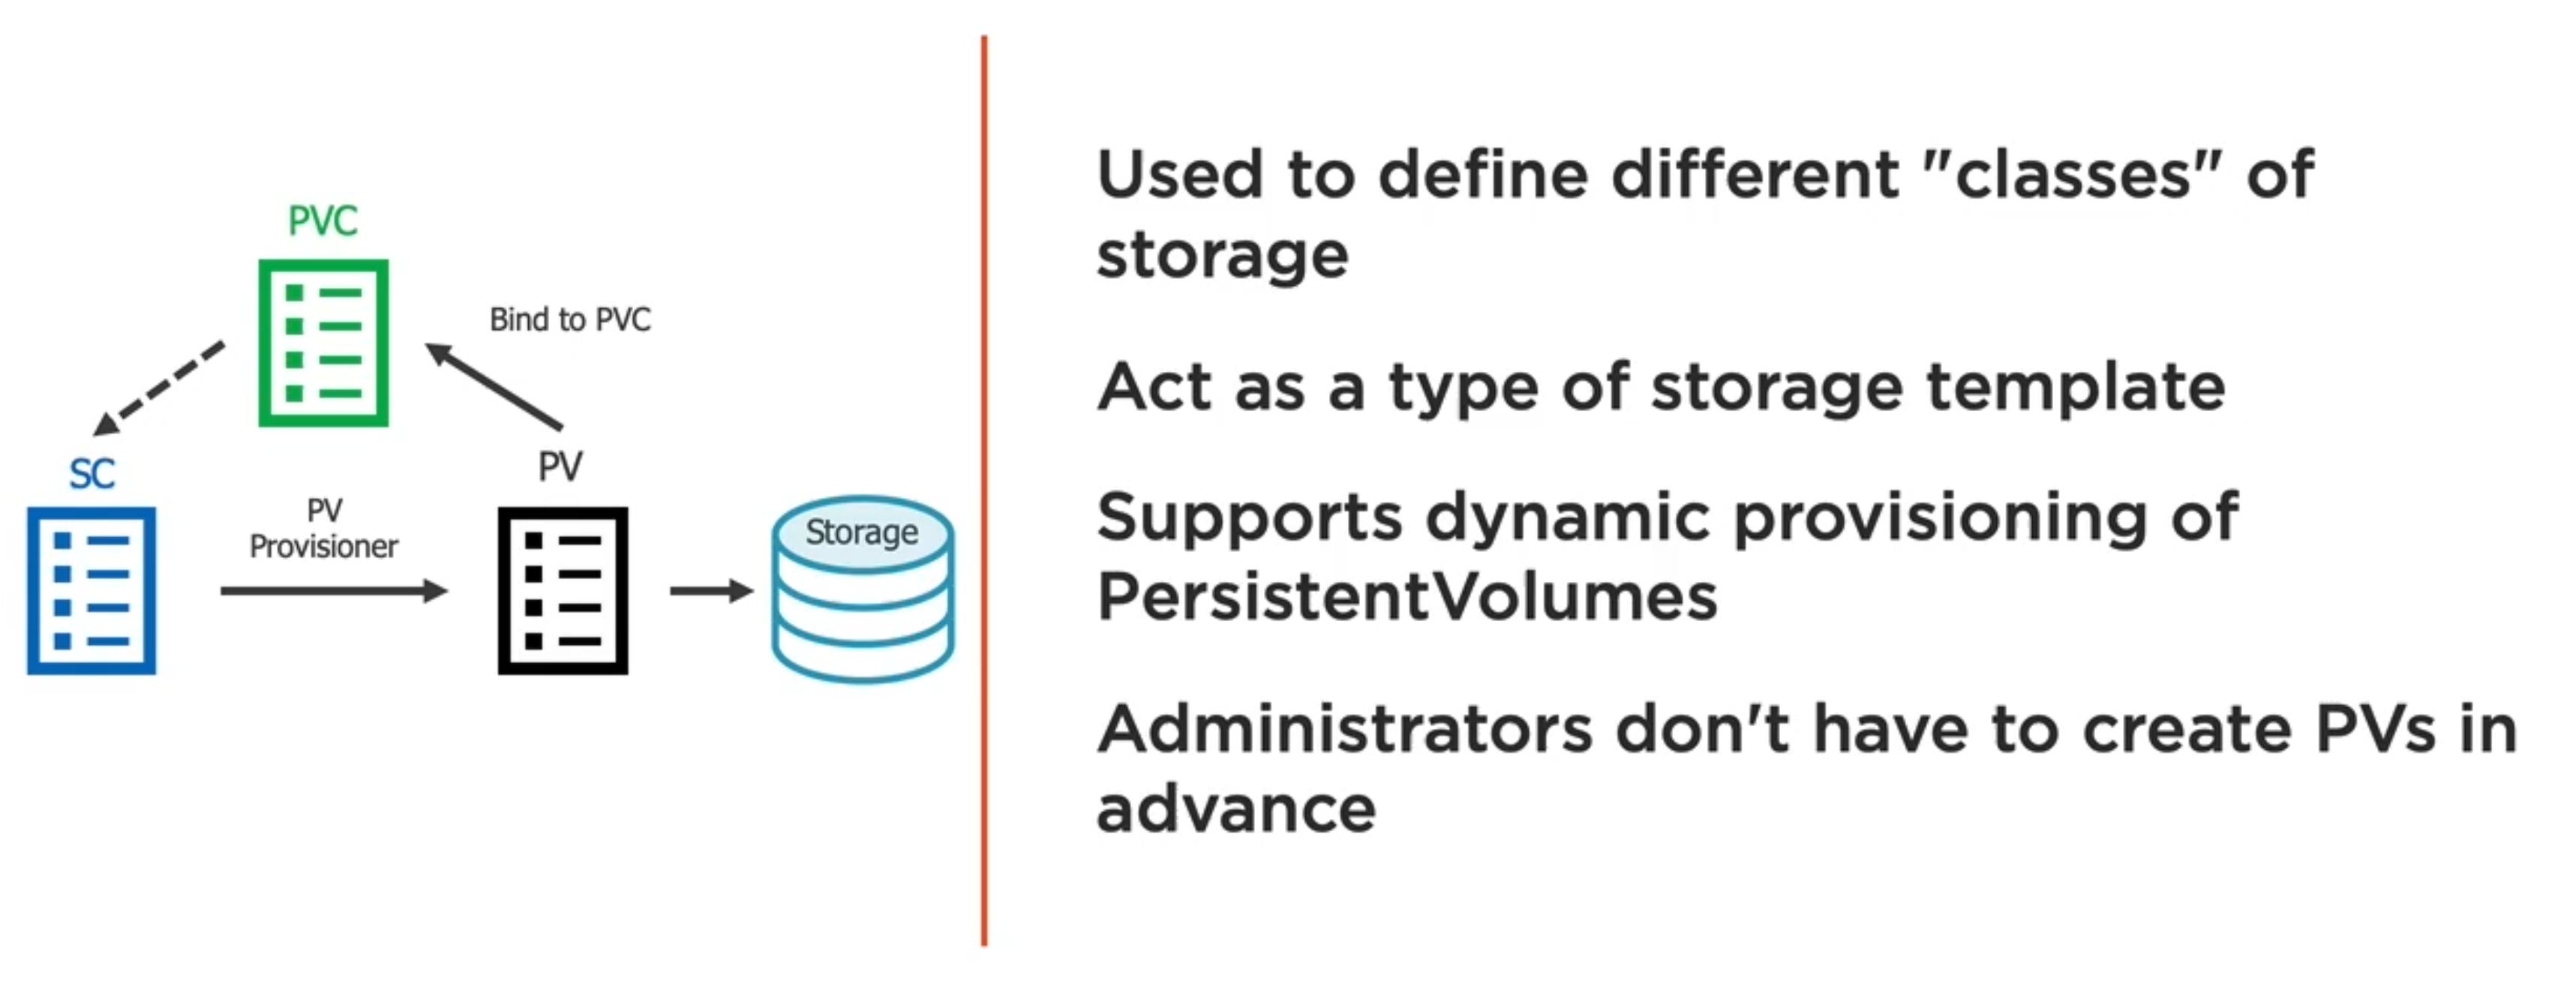 PVC
Bind to PVC
SC
PV
Provisioner
PV
Storage
Used to define different "classes" of
storage
Act as a type of storage template
Supports dynamic provisioning of
PersistentVolumes
Administrators don't have to create PVs in
advance